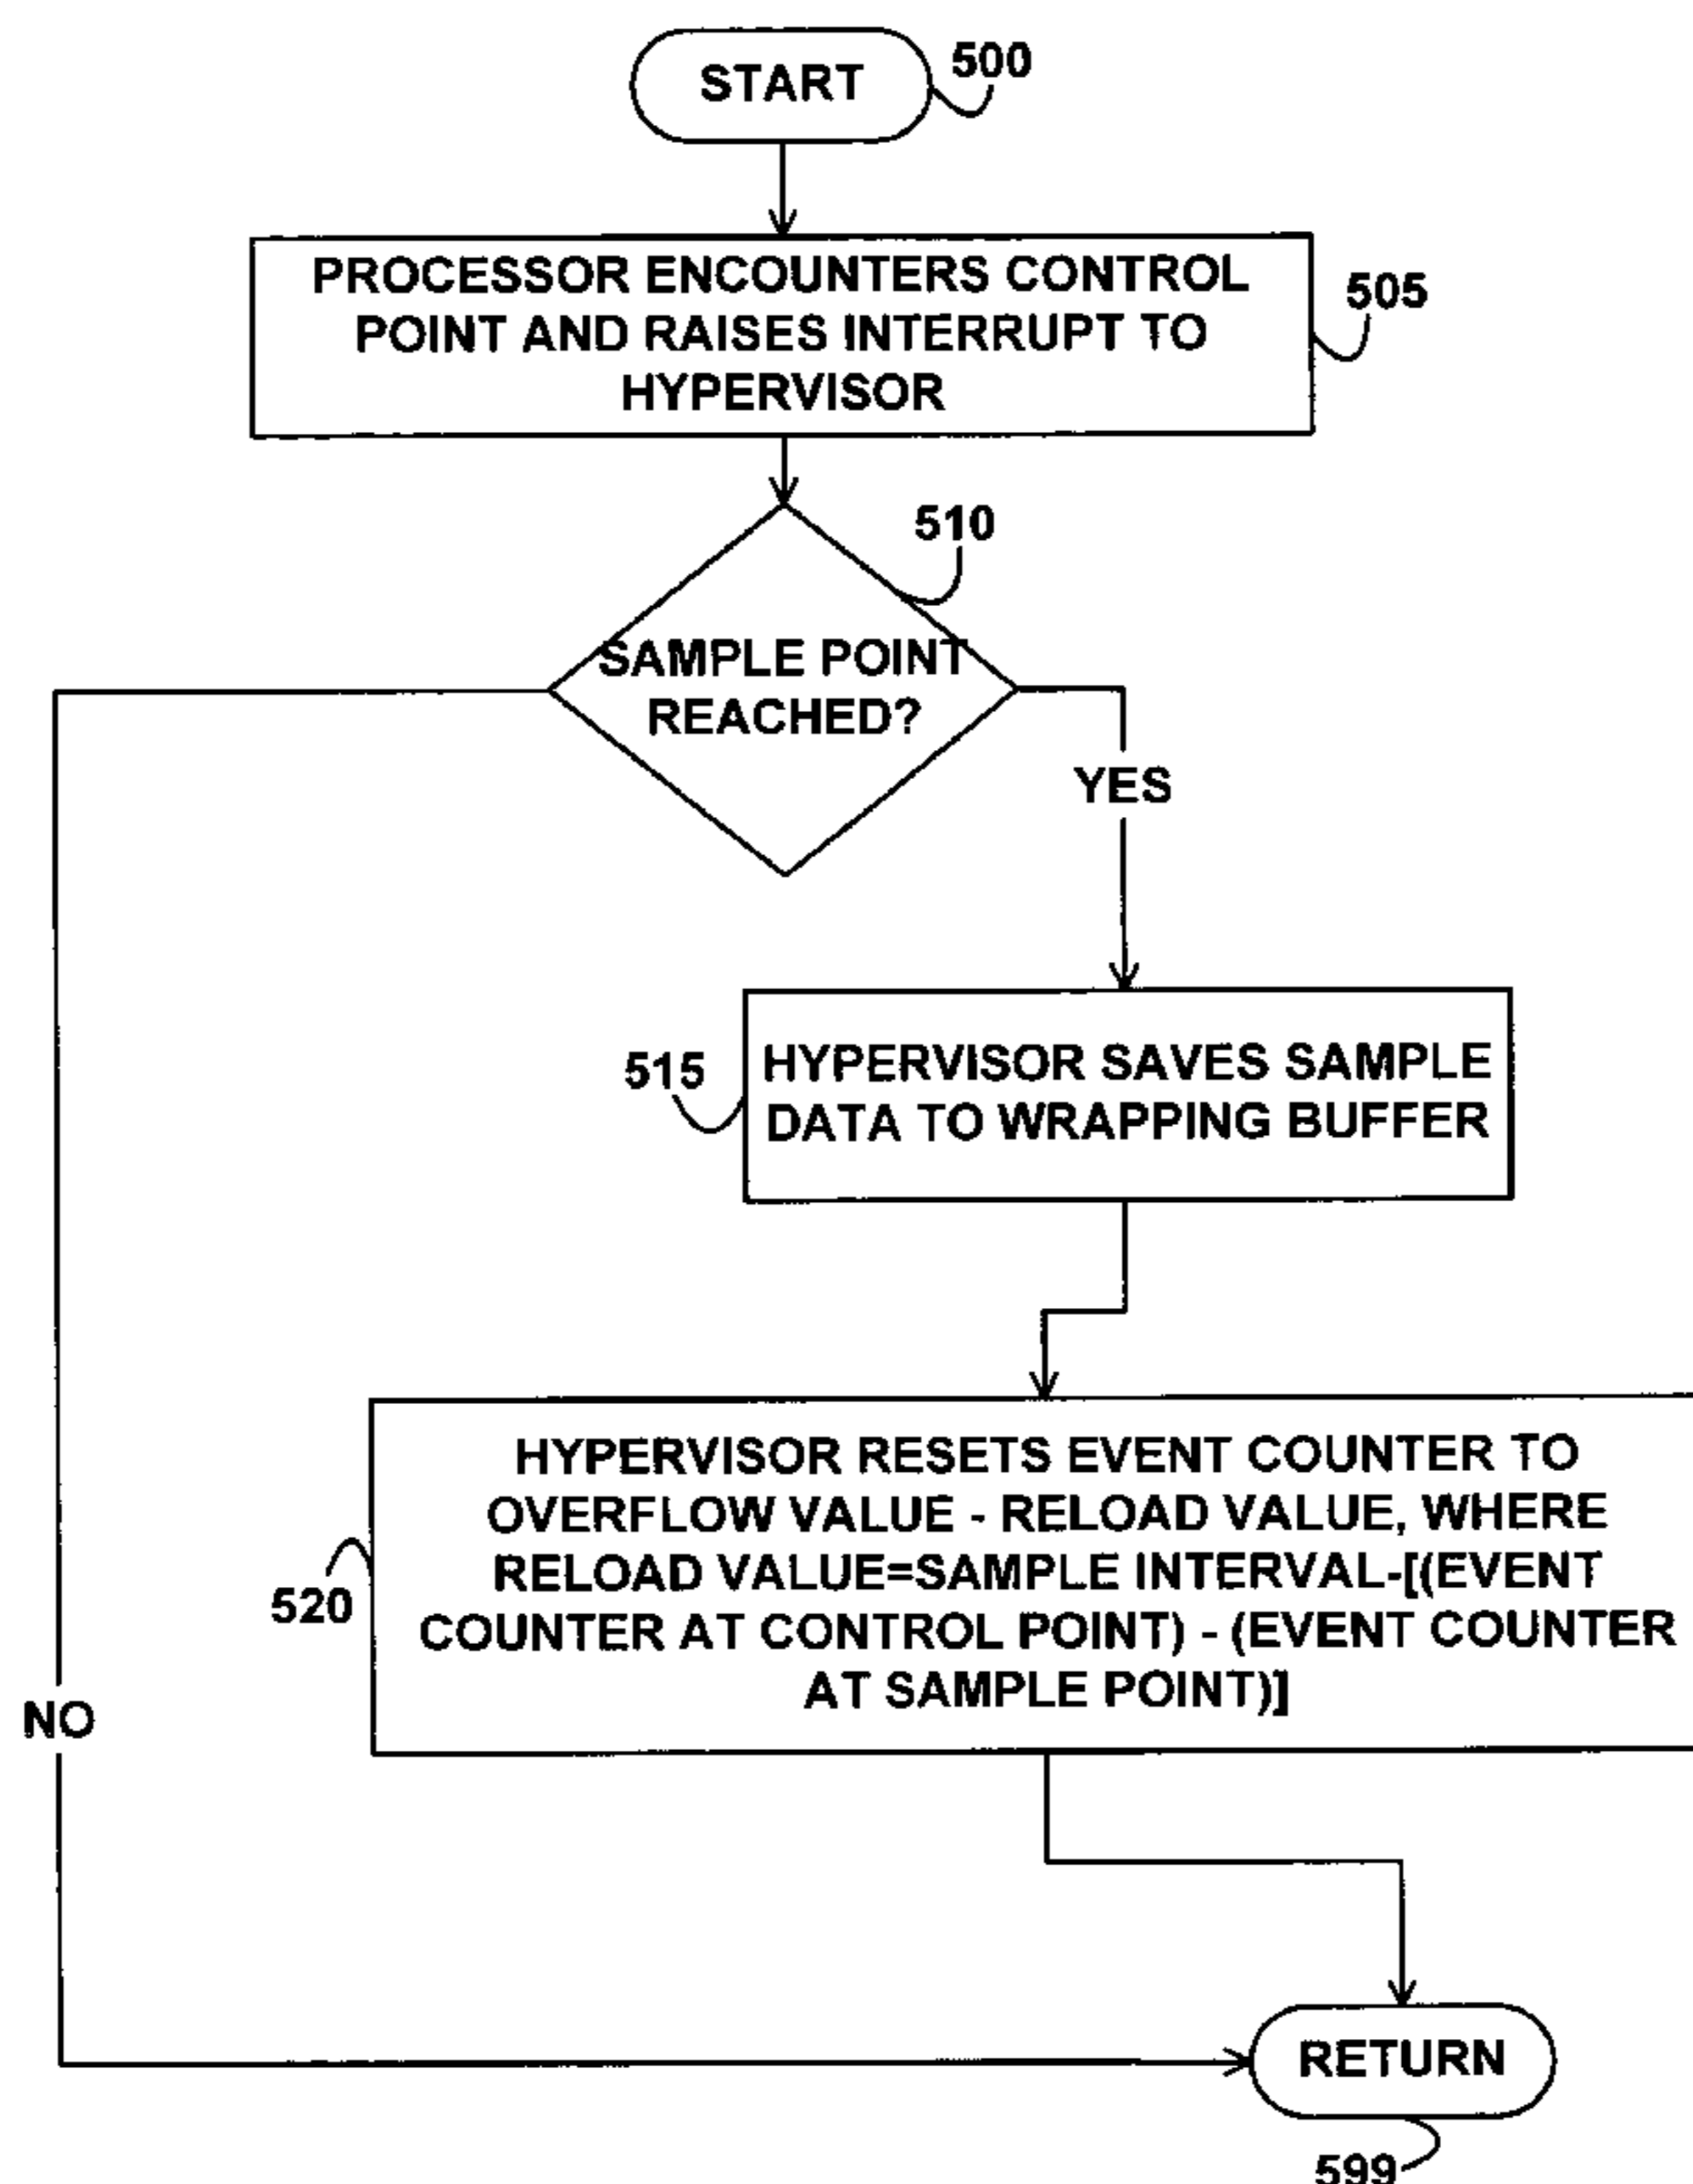 START
500
PROCESSOR ENCOUNTERS CONTROL
POINT AND RAISES INTERRUPT TO
HYPERVISOR
505
510
SAMPLE POINT
REACHED?
YES
515
HYPERVISOR SAVES SAMPLE
DATA TO WRAPPING BUFFER
HYPERVISOR RESETS EVENT COUNTER TO
OVERFLOW VALUE - RELOAD VALUE, WHERE
RELOAD VALUE=SAMPLE INTERVAL-[(EVENT
COUNTER AT CONTROL POINT) - (EVENT COUNTER
AT SAMPLE POINT)]
520
NO
RETURN
599